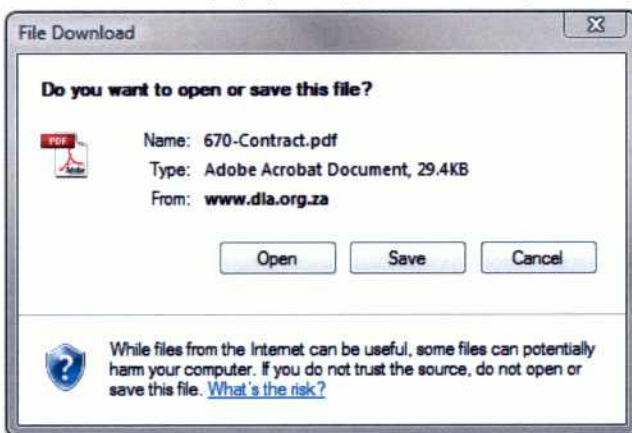 File Download
X
Do you want to open or save this file?
PDF
Adobe
Name: 670-Contract.pdf
Type: Adobe Acrobat Document, 29.4KB
From: www.dla.org.za
Open Save Cancel
?
While files from the Internet can be useful, some files can potentially
harm your computer. If you do not trust the source, do not open or
save this file. What's the risk?